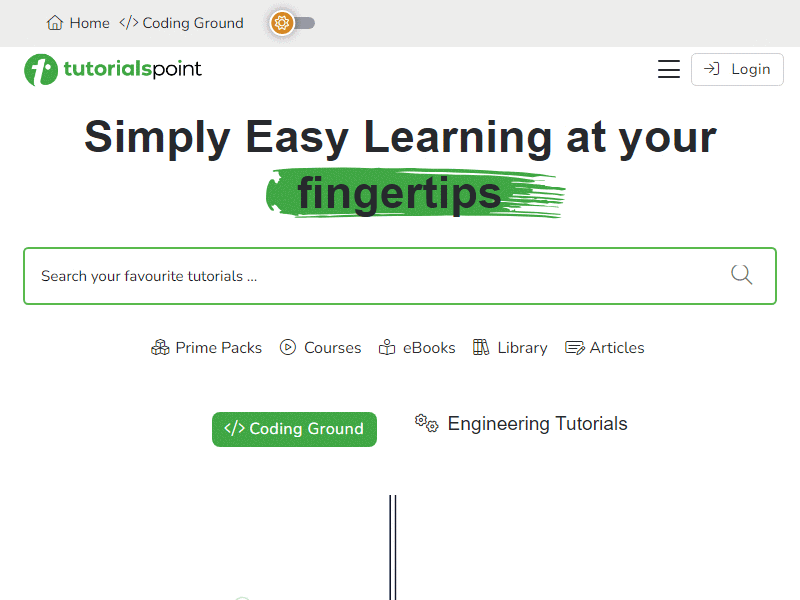 Home </> Coding Ground
tutorialspoint
Login
Simply Easy Learning at your
fingertips
Search your favourite tutorials ...
Prime Packs Courses eBooks Library Articles
</> Coding Ground Engineering Tutorials